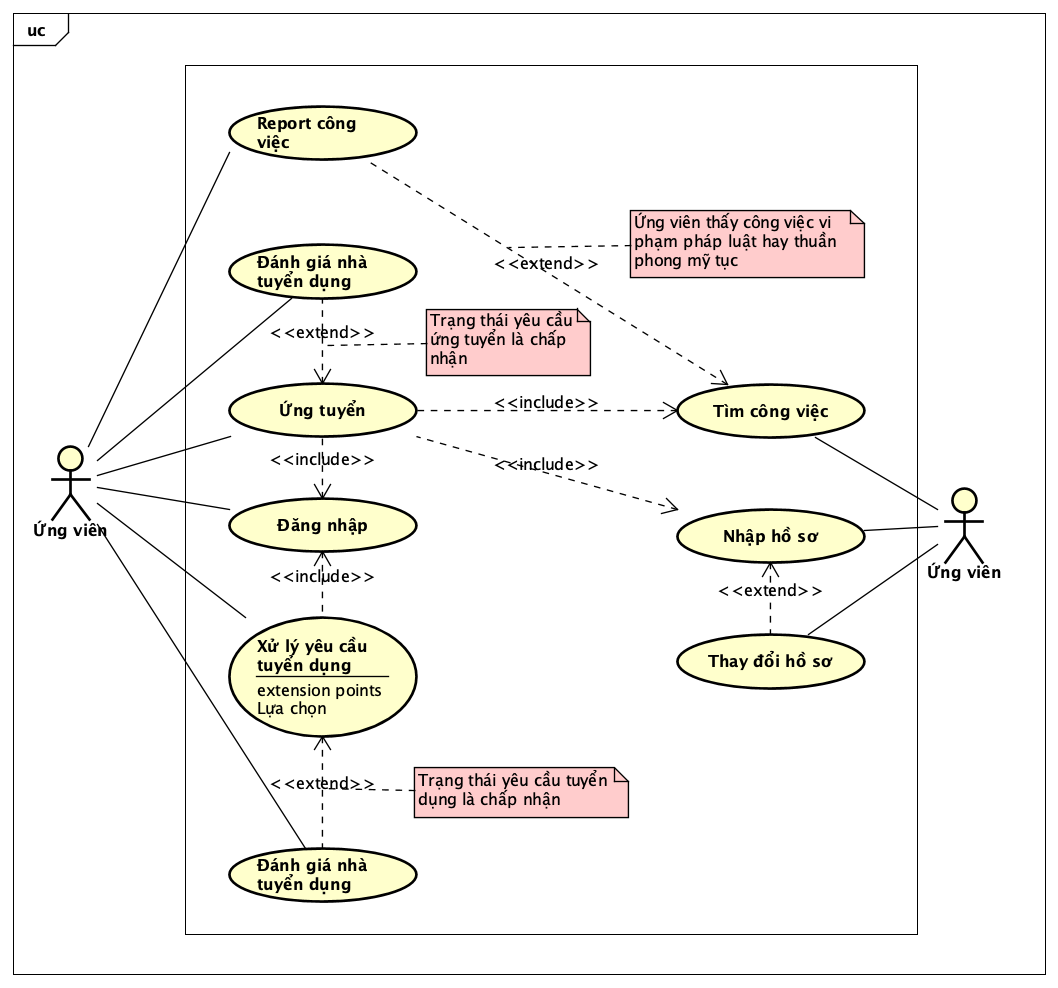 uc
Report công
việc
Ứng viên thấy công việc vi
phạm pháp luật hay thuần
phong mỹ tục
<<extend>>
Đánh giá nhà
tuyển dụng
<<extend>>
Trạng thái yêu cầu
ứng tuyển là chấp
nhận
Ứng tuyển
<<include>>
Tìm công việc
<<include>>
<<include>>
Đăng nhập
Nhập hồ sơ
Ứng viên
Ứng viên
<<include>>
<<extend>>
Xử lý yêu cầu
tuyển dụng
extension points
Lựa chọn
Thay đổi hồ sơ
<<extend>>
Trạng thái yêu cầu tuyển
dụng là chấp nhận
Đánh giá nhà
tuyển dụng